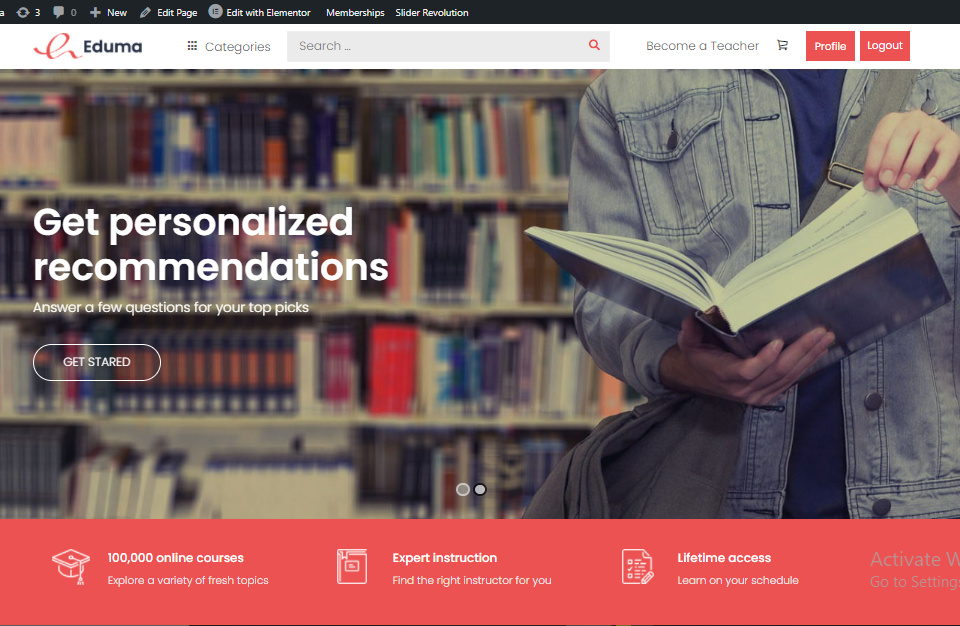 a 3 0 New Edit Page Edit with Elementor Memberships Slider Revolution
Eduma Categories Search ... Become a Teacher Profile Logout
Get personalized
recommendations
Answer a few questions for your top picks
GET STARED
100,000 online courses
Explore a variety of fresh topics
Expert instruction
Find the right instructor for you
Lifetime access
Learn on your schedule
Activate W
Go to Settings